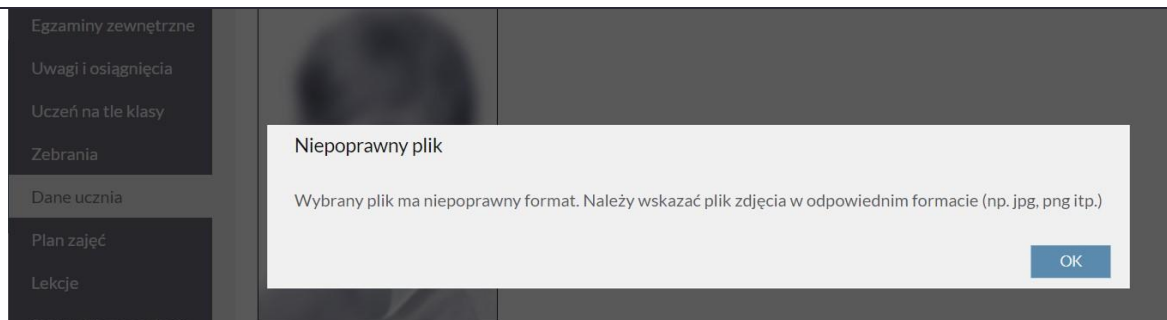 Egzaminy zewnętrzne
Uwagi i osiągnięcia
Uczeń na tle klasy
Zebrania
Dane ucznia
Plan zajęć
Lekcje
Niepoprawny plik
Wybrany plik ma niepoprawny format. Należy wskazać plik zdjęcia w odpowiednim formacie (np. jpg, png itp.)
OK